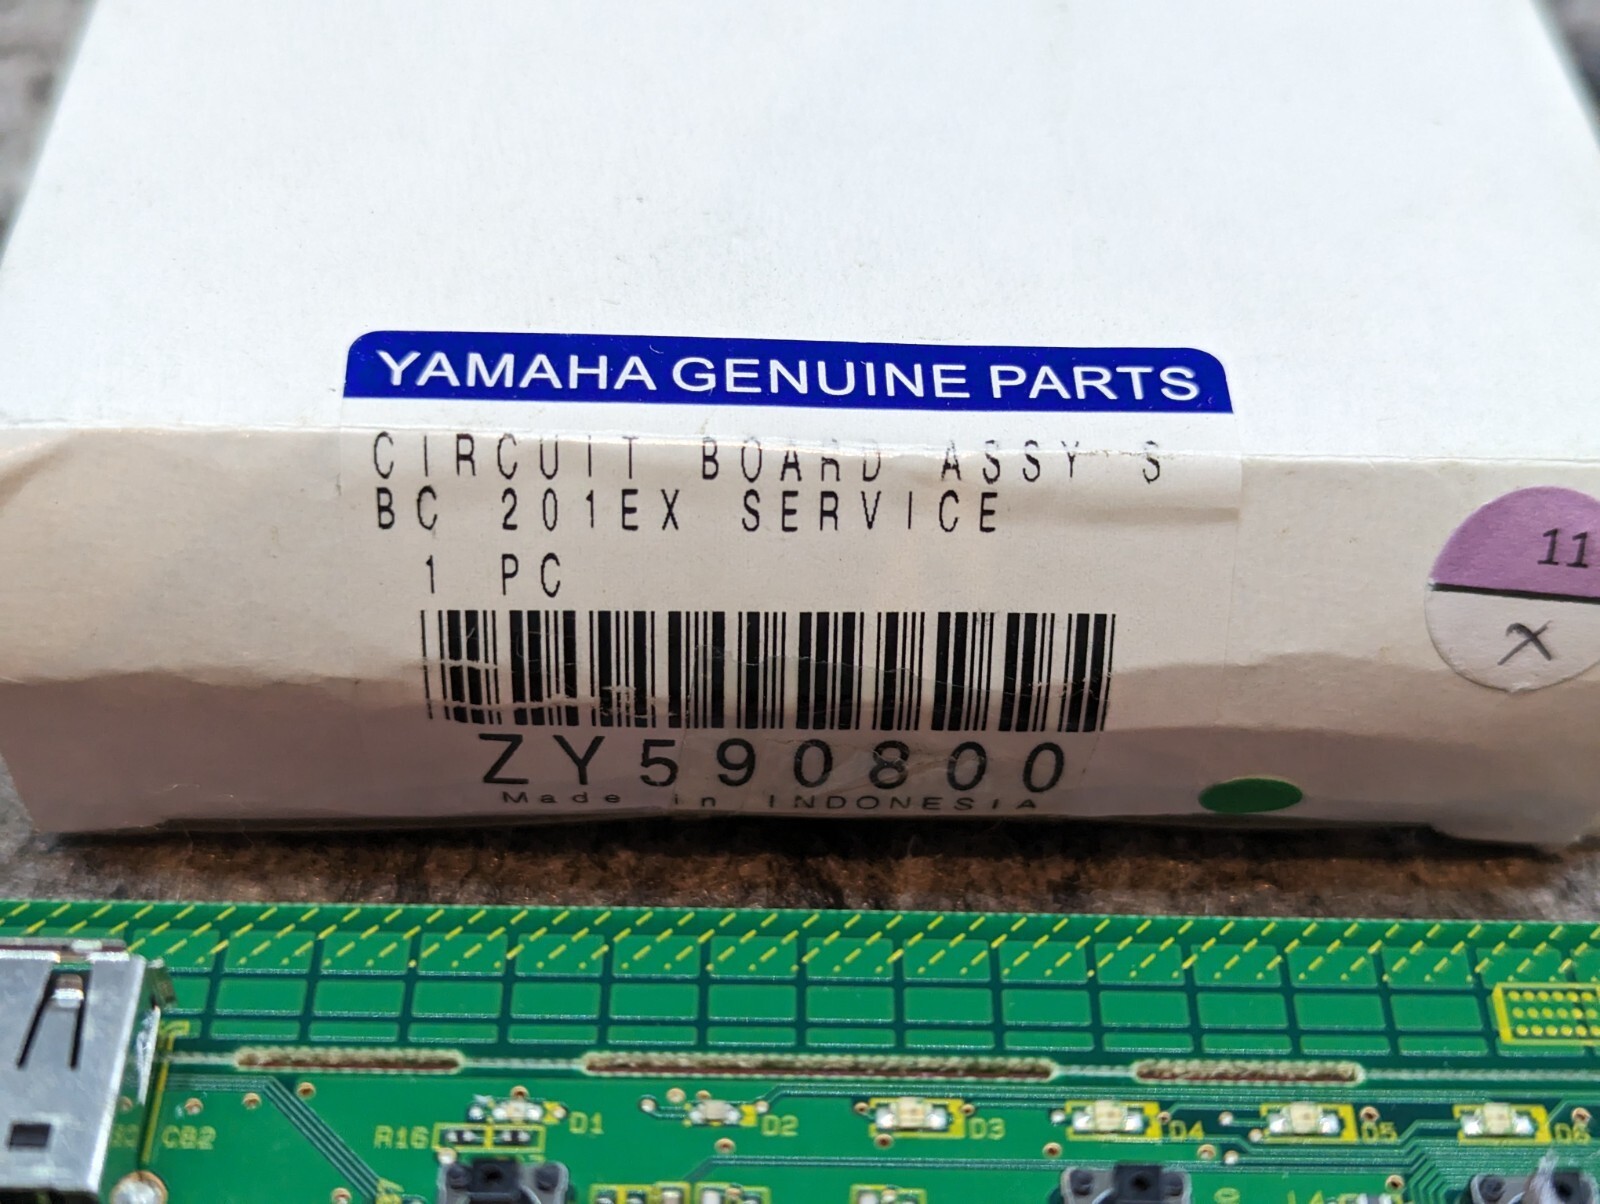 YAMAHA GENUINE PARTS
CIRCUIT BOARD ASSY S
BC 201EX SERVICE
1 PC
ZY590800
Made in INDONESIA
11
X
CB2
R16
D1
D2
D3
D4
D5
D6